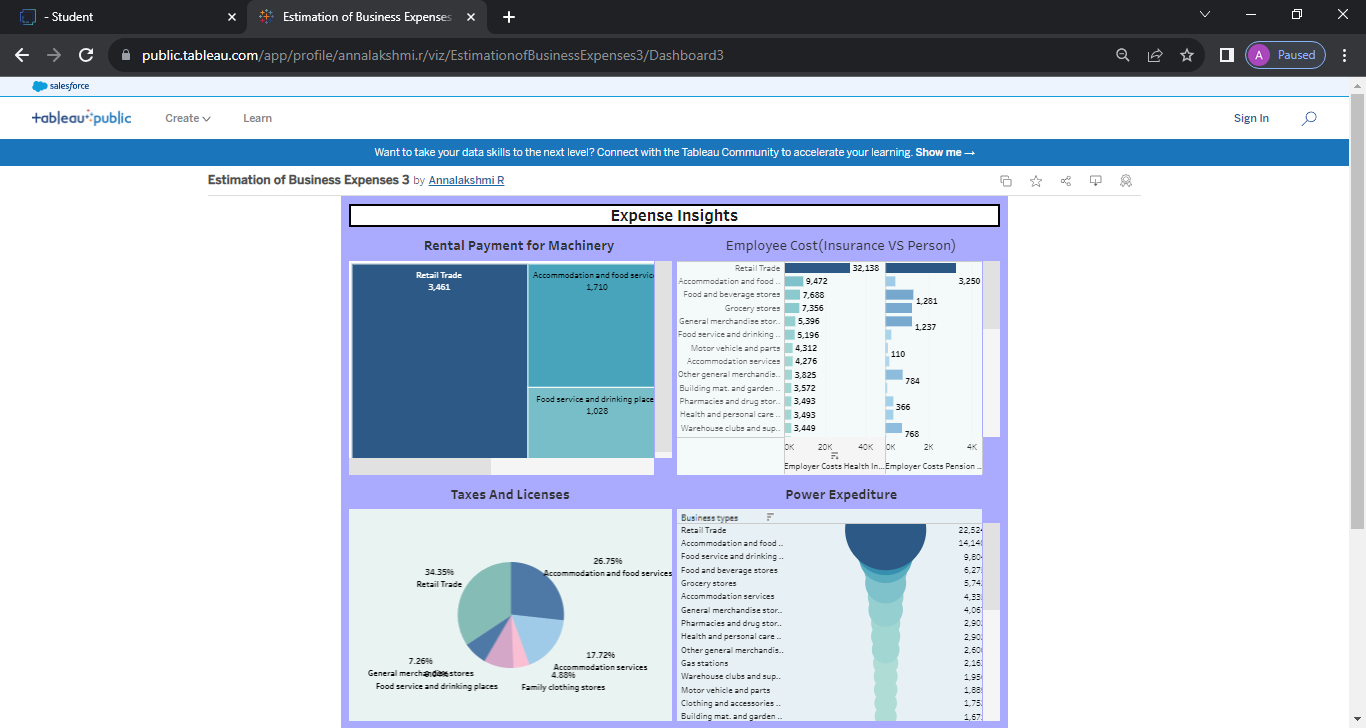 - Student
Estimation of Business Expenses
public.tableau.com/app/profile/annalakshmi.r/viz/EstimationofBusinessExpenses3/Dashboard3
A Paused
salesforce
+ableau public
Create
Learn
Sign In
Want to take your data skills to the next level? Connect with the Tableau Community to accelerate your learning. Show me →
Estimation of Business Expenses 3 by Annalakshmi R
Expense Insights
Rental Payment for Machinery
Retail Trade
3,461
Accommodation and food servic
1,710
Food service and drinking place
1,028
Employee Cost(Insurance VS Person)
Retail Trade 32,138 3,250
Accommodation and food .. 9,472
Food and beverage stores 7,688 1,281
Grocery stores 7,356
General merchandise stor.. 5,396 1,237
Food service and drinking .. 5,196
Motor vehicle and parts 4,312 110
Accommodation services 4,276
Other general merchandis.. 3,825 784
Building mat. and garden .. 3,572
Pharmacies and drug stor.. 3,493 366
Health and personal care .. 3,493
Warehouse clubs and sup.. 3,449 768
0K 20K 40K 0K 2K 4K
Employer Costs Health In.. Employer Costs Pension ..
Taxes And Licenses
26.75%
Accommodation and food services
34.35%
Retail Trade
17.72%
Accommodation services
7.26%
General merchandise stores
4.88%
Family clothing stores
Food service and drinking places
Power Expediture
Business types
Retail Trade 22,52
Accommodation and food .. 14,14
Food service and drinking .. 9,80
Food and beverage stores 6,27
Grocery stores 5,74
Accommodation services 4,33
General merchandise stor.. 4,06
Pharmacies and drug stor.. 2,90
Health and personal care .. 2,90
Other general merchandis.. 2,60
Gas stations 2,16
Warehouse clubs and sup.. 1,95
Motor vehicle and parts 1,88
Clothing and accessories .. 1,75
Building mat. and garden .. 1,67